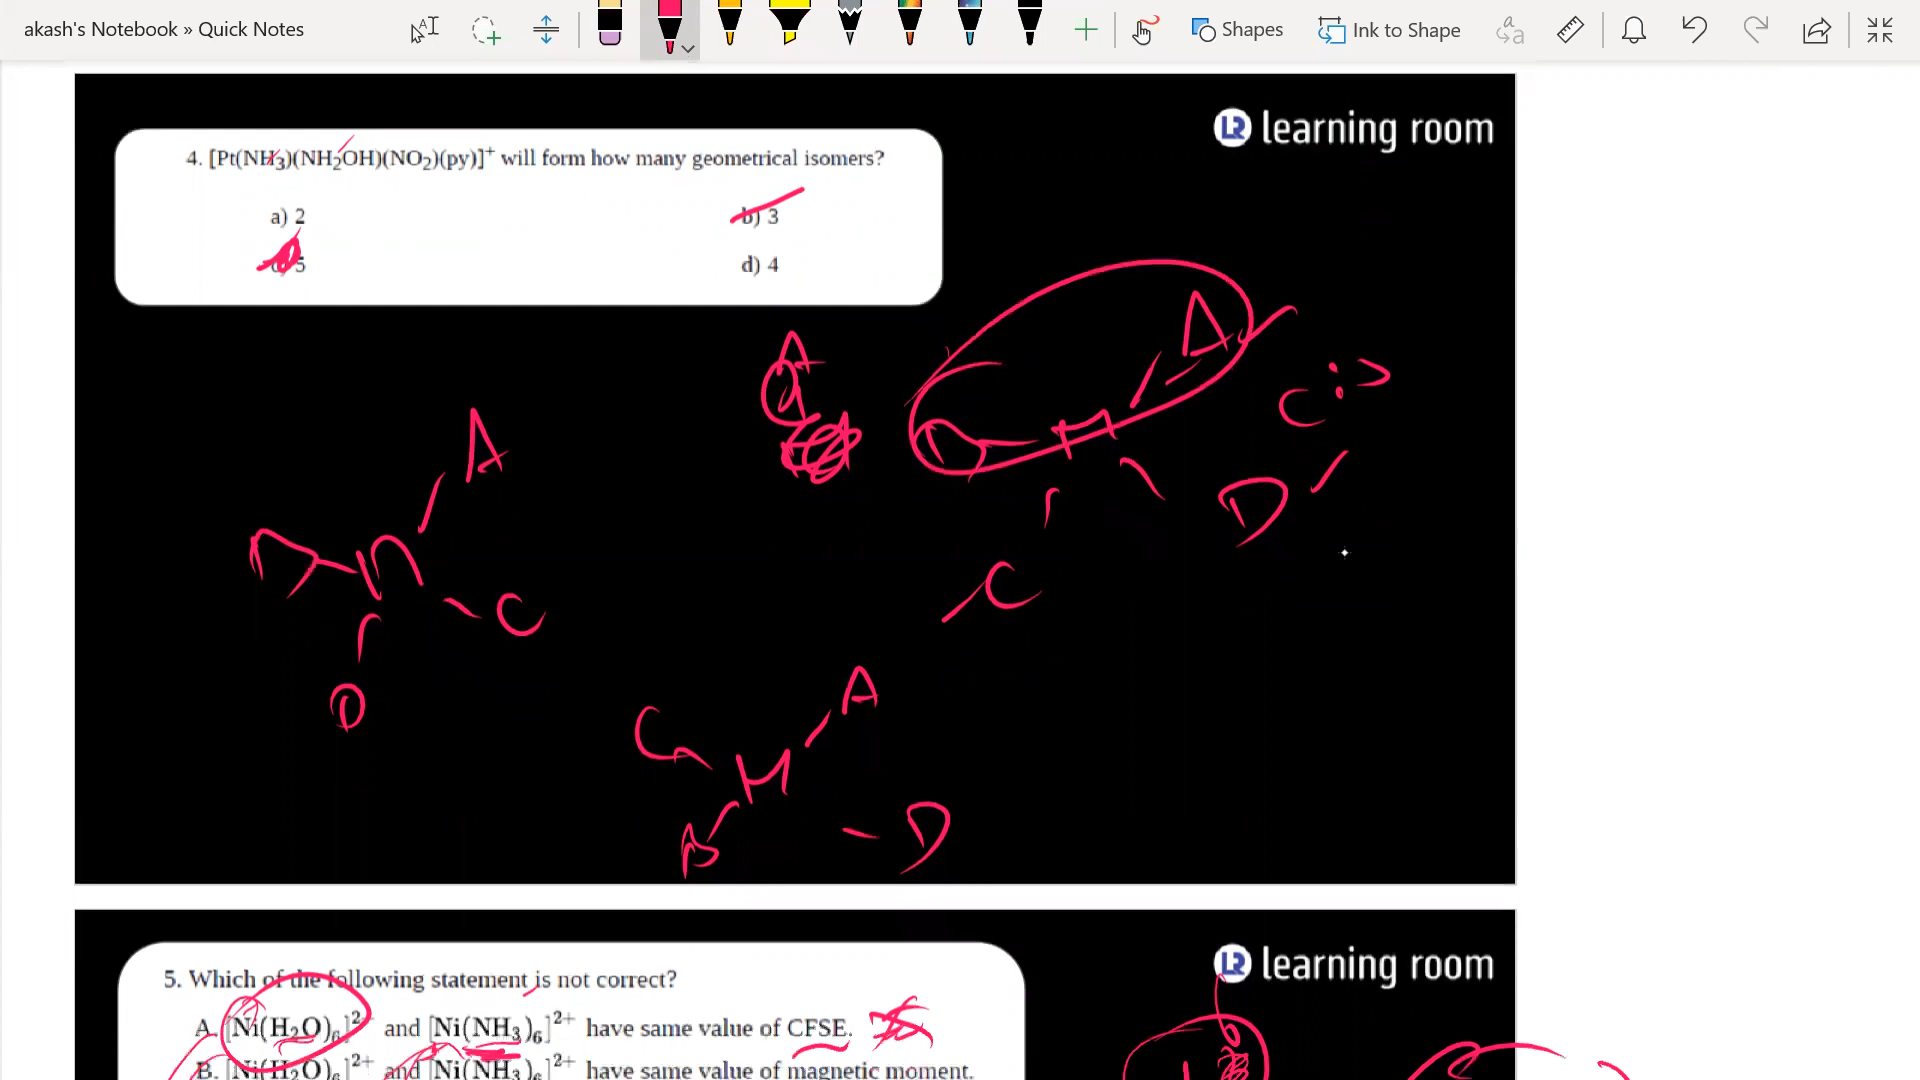 akash's Notebook » Quick Notes
Shapes
Ink to Shape
learning room
4. [Pt(NH3)(NH2OH)(NO2)(py)]+ will form how many geometrical isomers?
a) 2
b) 3
5
d) 4
A
A
C
D
A
C
C
D
A
C
M
B
D
learning room
5. Which of the following statement is not correct?
A. [Ni(H2O)6]2+ and [Ni(NH3)6]2+ have same value of CFSE.
B. [Ni(H2O)6]2+ and [Ni(NH3)6]2+ have same value of magnetic moment.